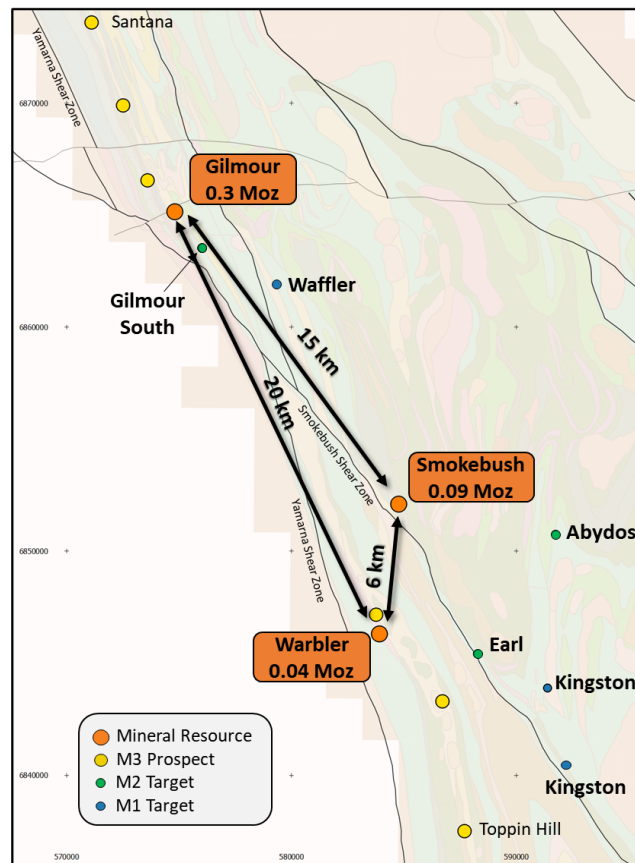 Santana
Yamarna Shear Zone
6870000
Gilmour
0.3 Moz
Gilmour
South
Waffler
6860000
15 km
20 km
Smokebush Shear Zone
Smokebush
0.09 Moz
Yamarna Shear Zone
6850000
Abydos
6 km
Warbler
0.04 Moz
Earl
Kingston
Mineral Resource
M3 Prospect
M2 Target
M1 Target
6840000
Kingston
Toppin Hill
570000
580000
590000